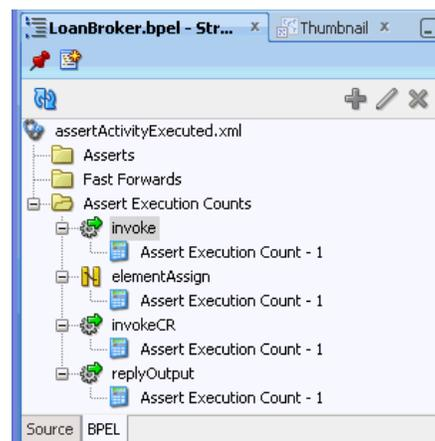 LoanBroker.bpel - Str... x Thumbnail x
assertActivityExecuted.xml
Asserts
Fast Forwards
Assert Execution Counts
invoke
Assert Execution Count - 1
elementAssign
Assert Execution Count - 1
invokeCR
Assert Execution Count - 1
replyOutput
Assert Execution Count - 1
Source BPEL